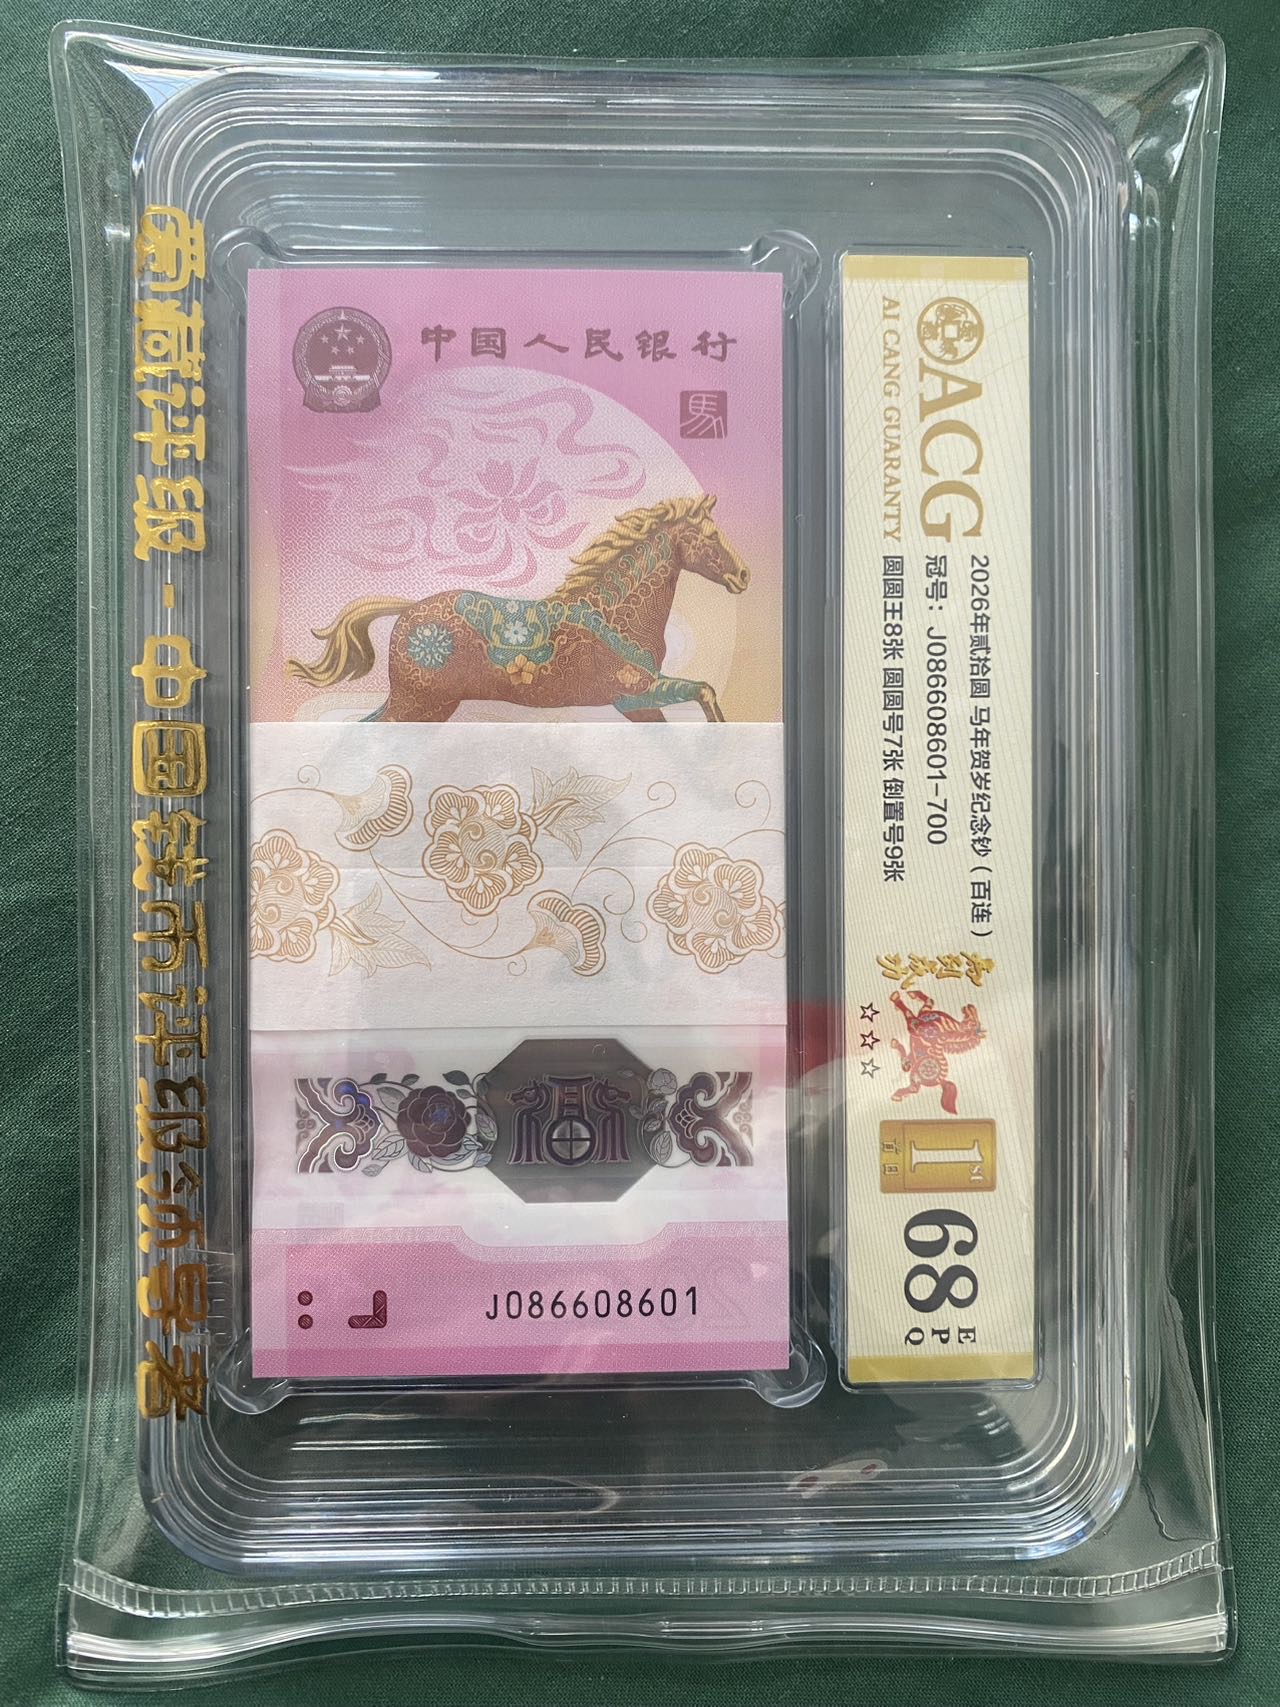 中国人民银行
馬
J086608601
ACG
AI CANG GUARANTY
2026年贰拾圆 马年贺岁纪念钞（百连）
冠号：J086608601-700
圆圆王8张 圆圆号7张 倒置号9张
1st
首日
68
EPQ
爱藏评级-中国钱币评级领导者